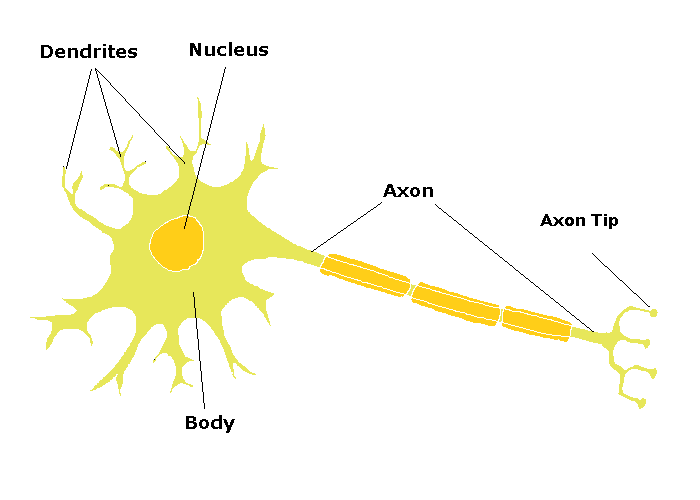 Dendrites
Nucleus
Axon
Axon Tip
Body